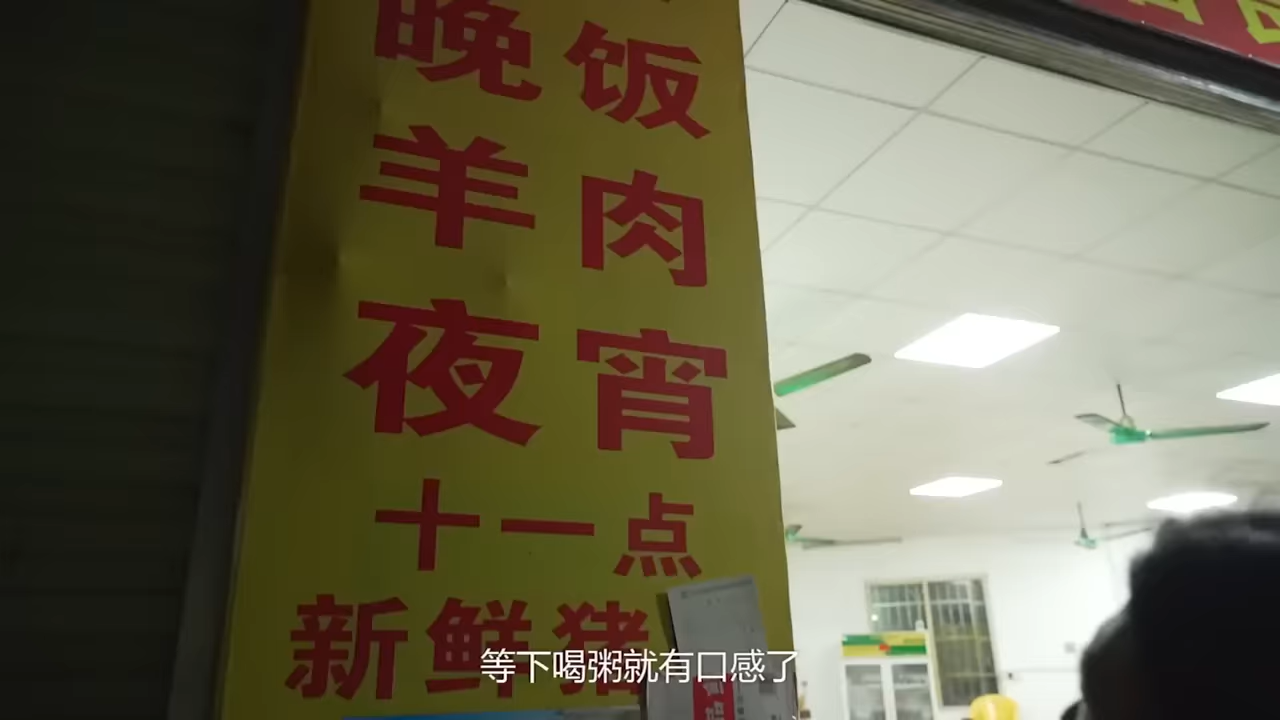 晚饭
羊肉
夜宵
十一点
新鲜猪
等下喝粥就有口感了